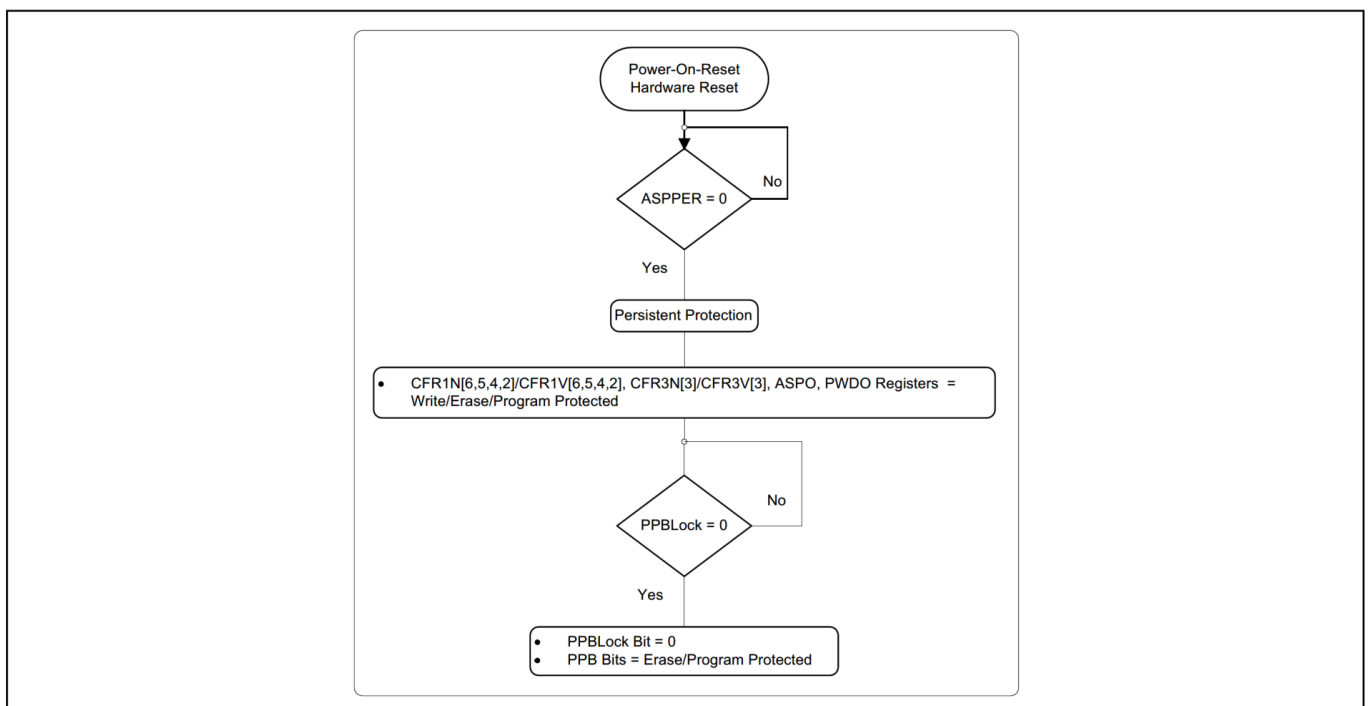 Power-On-Reset
Hardware Reset
No
ASPPER = 0
Yes
Persistent Protection
• CFR1N[6,5,4,2]/CFR1V[6,5,4,2], CFR3N[3]/CFR3V[3], ASPO, PWDO Registers =
Write/Erase/Program Protected
No
PPBLock = 0
Yes
• PPBLock Bit = 0
• PPB Bits = Erase/Program Protected